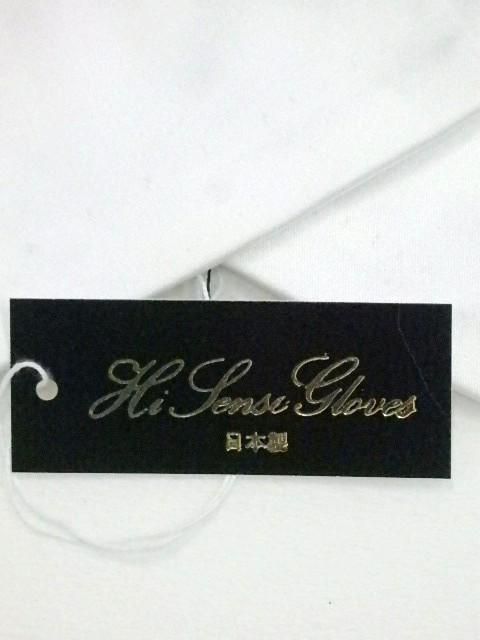 Hi Sensi Gloves
日本製